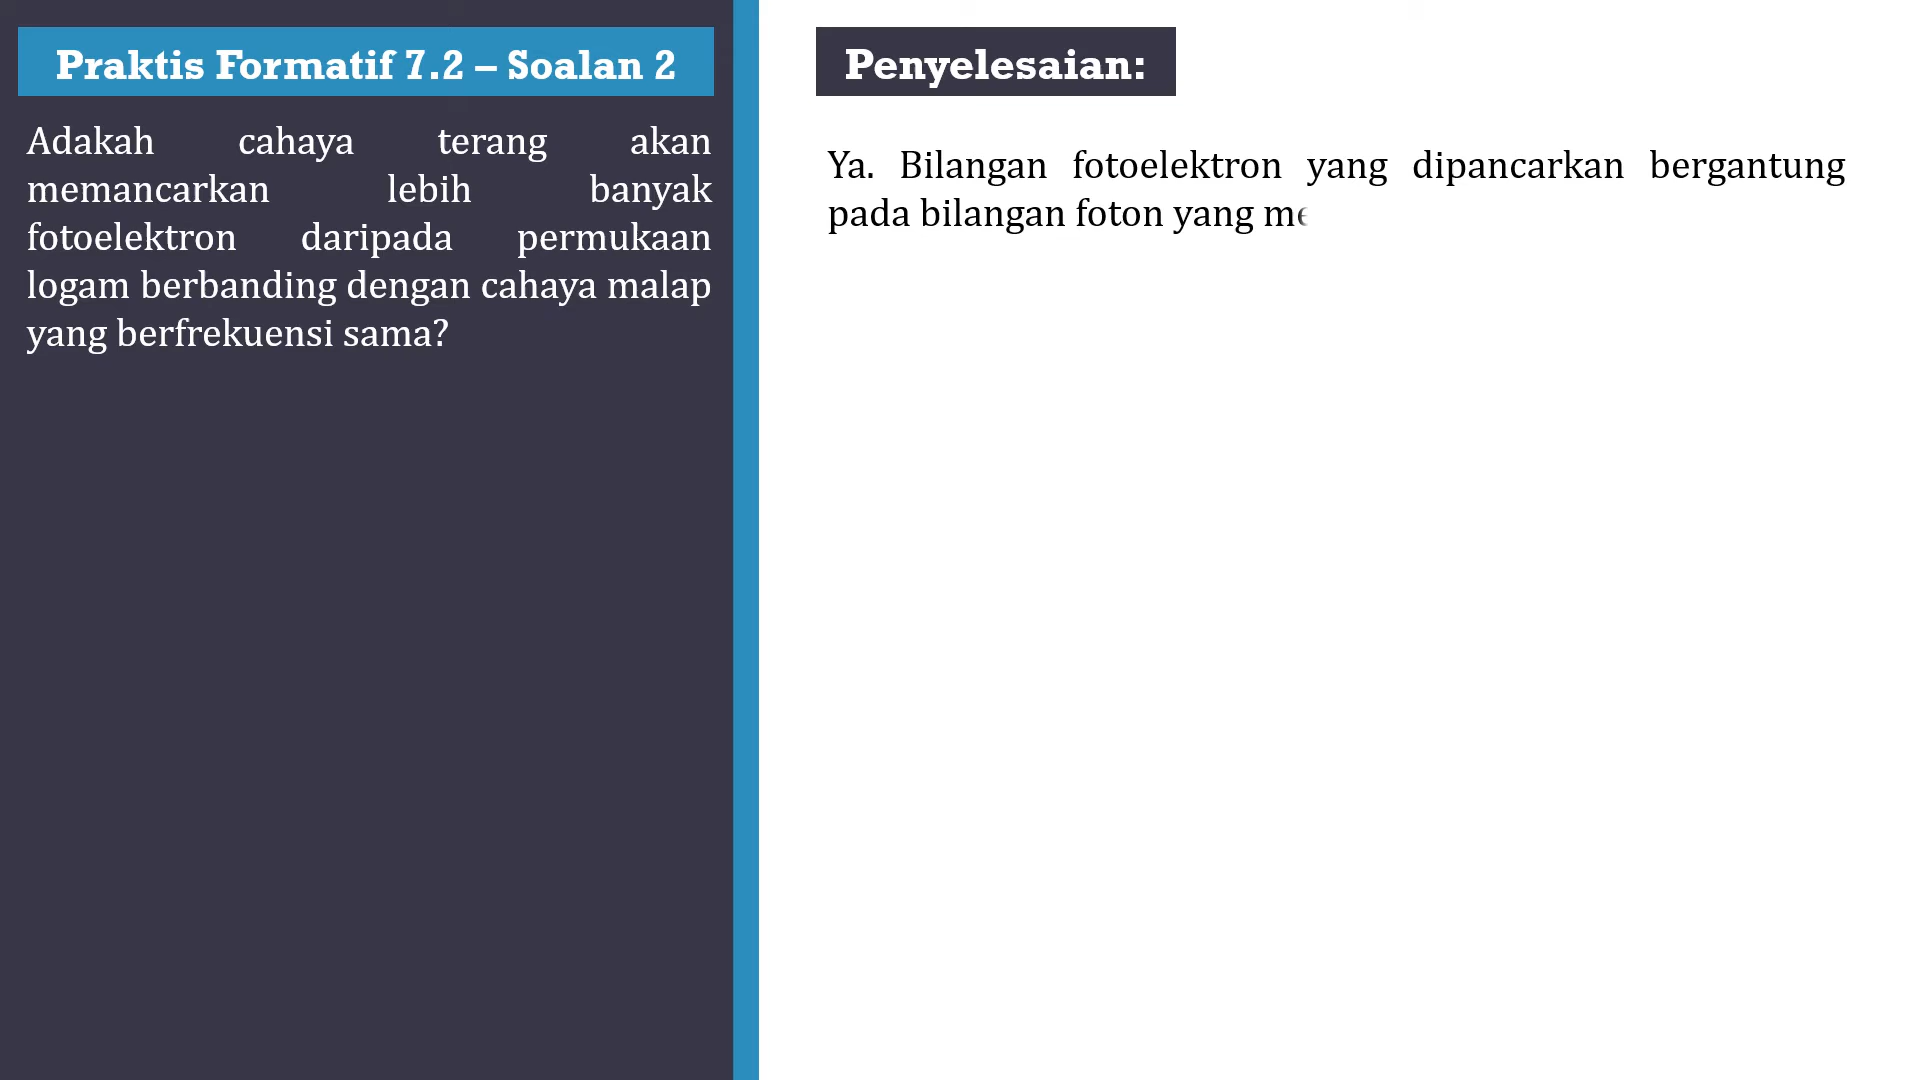 Praktis Formatif 7.2 – Soalan 2
Adakah cahaya terang akan
memancarkan lebih banyak
fotoelektron daripada permukaan
logam berbanding dengan cahaya malap
yang berfrekuensi sama?
Penyelesaian:
Ya. Bilangan fotoelektron yang dipancarkan bergantung
pada bilangan foton yang